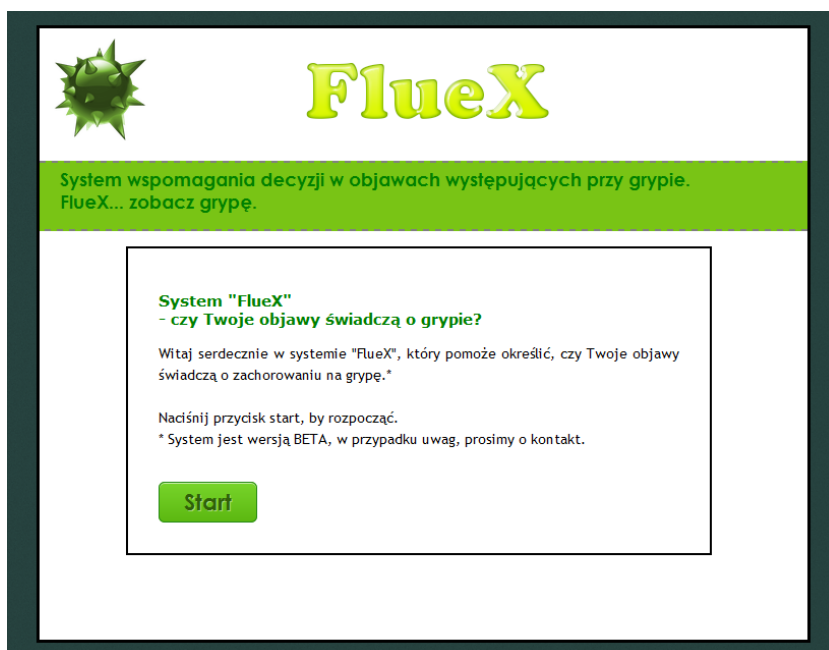 FlueX
System wspomagania decyzji w objawach występujących przy grypie.
FlueX... zobacz grypę.
System "FlueX"
- czy Twoje objawy świadczą o grypie?
Witaj serdecznie w systemie "FlueX", który pomoże określić, czy Twoje objawy
świadczą o zachorowaniu na grypę.*
Naciśnij przycisk start, by rozpocząć.
* System jest wersją BETA, w przypadku uwag, prosimy o kontakt.
Start